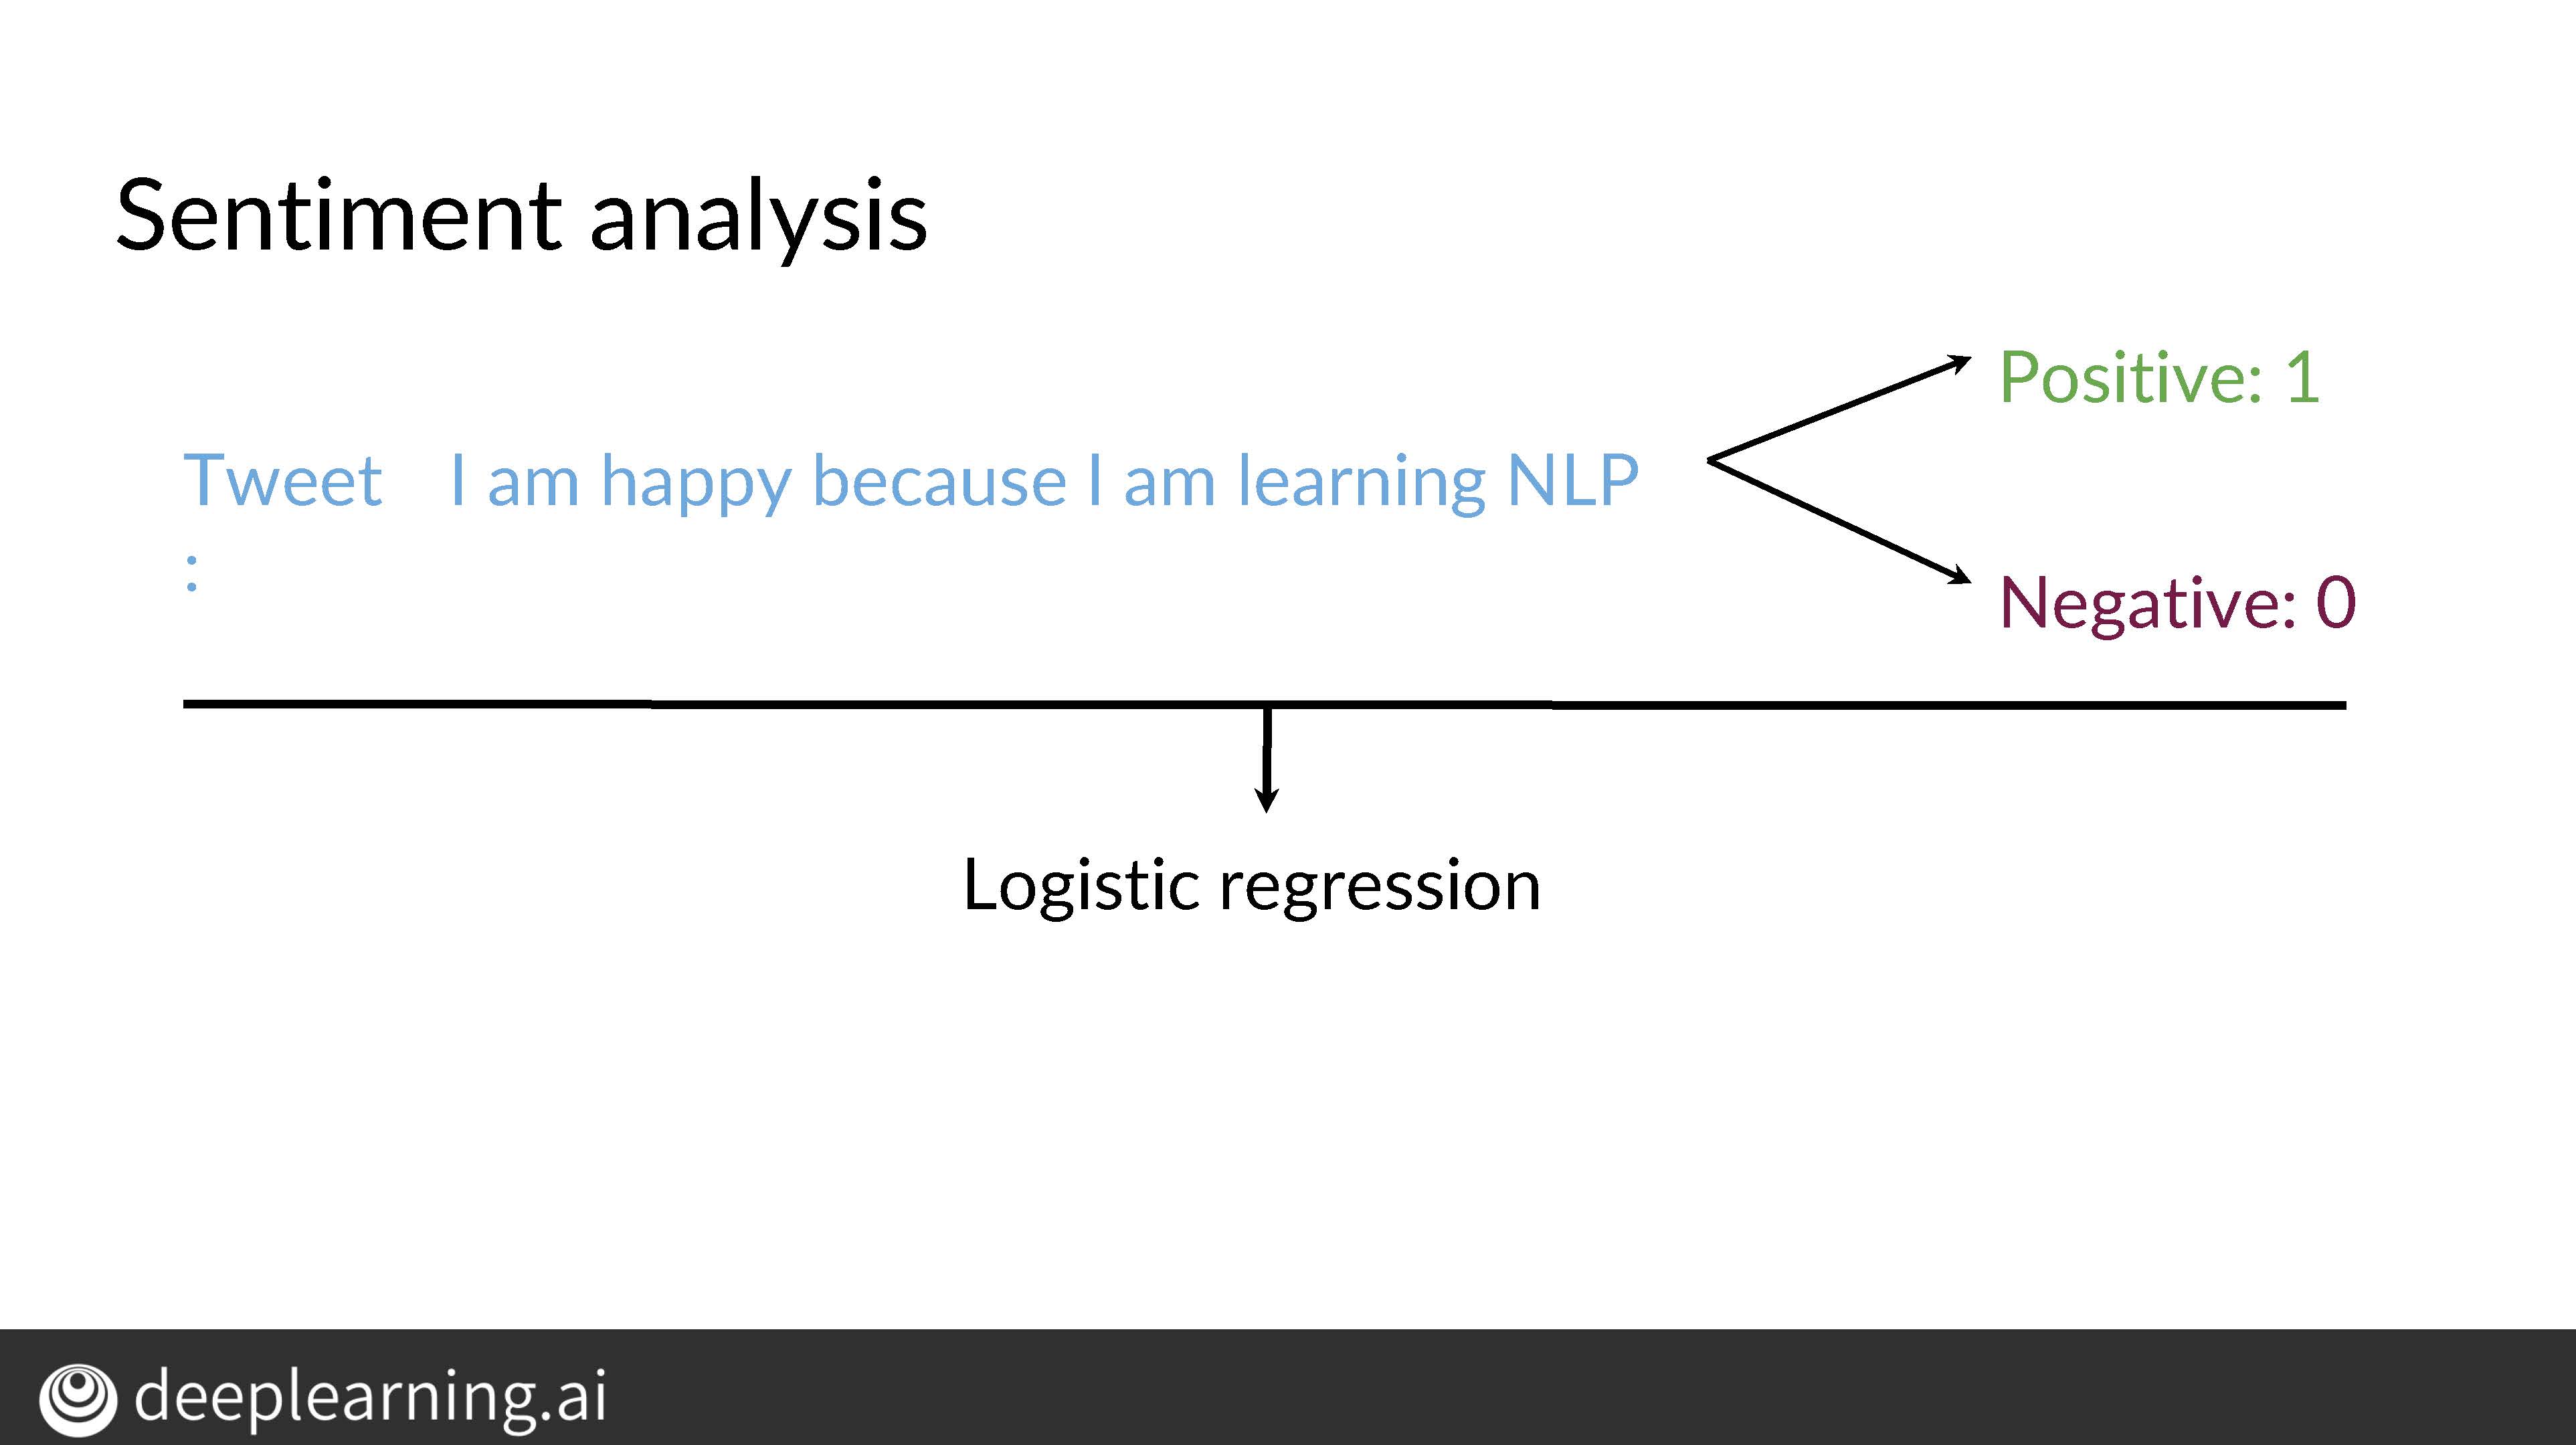 Sentiment analysis
Positive: 1
Tweet I am happy because I am learning NLP
:
Negative: 0
Logistic regression
deeplearning.ai